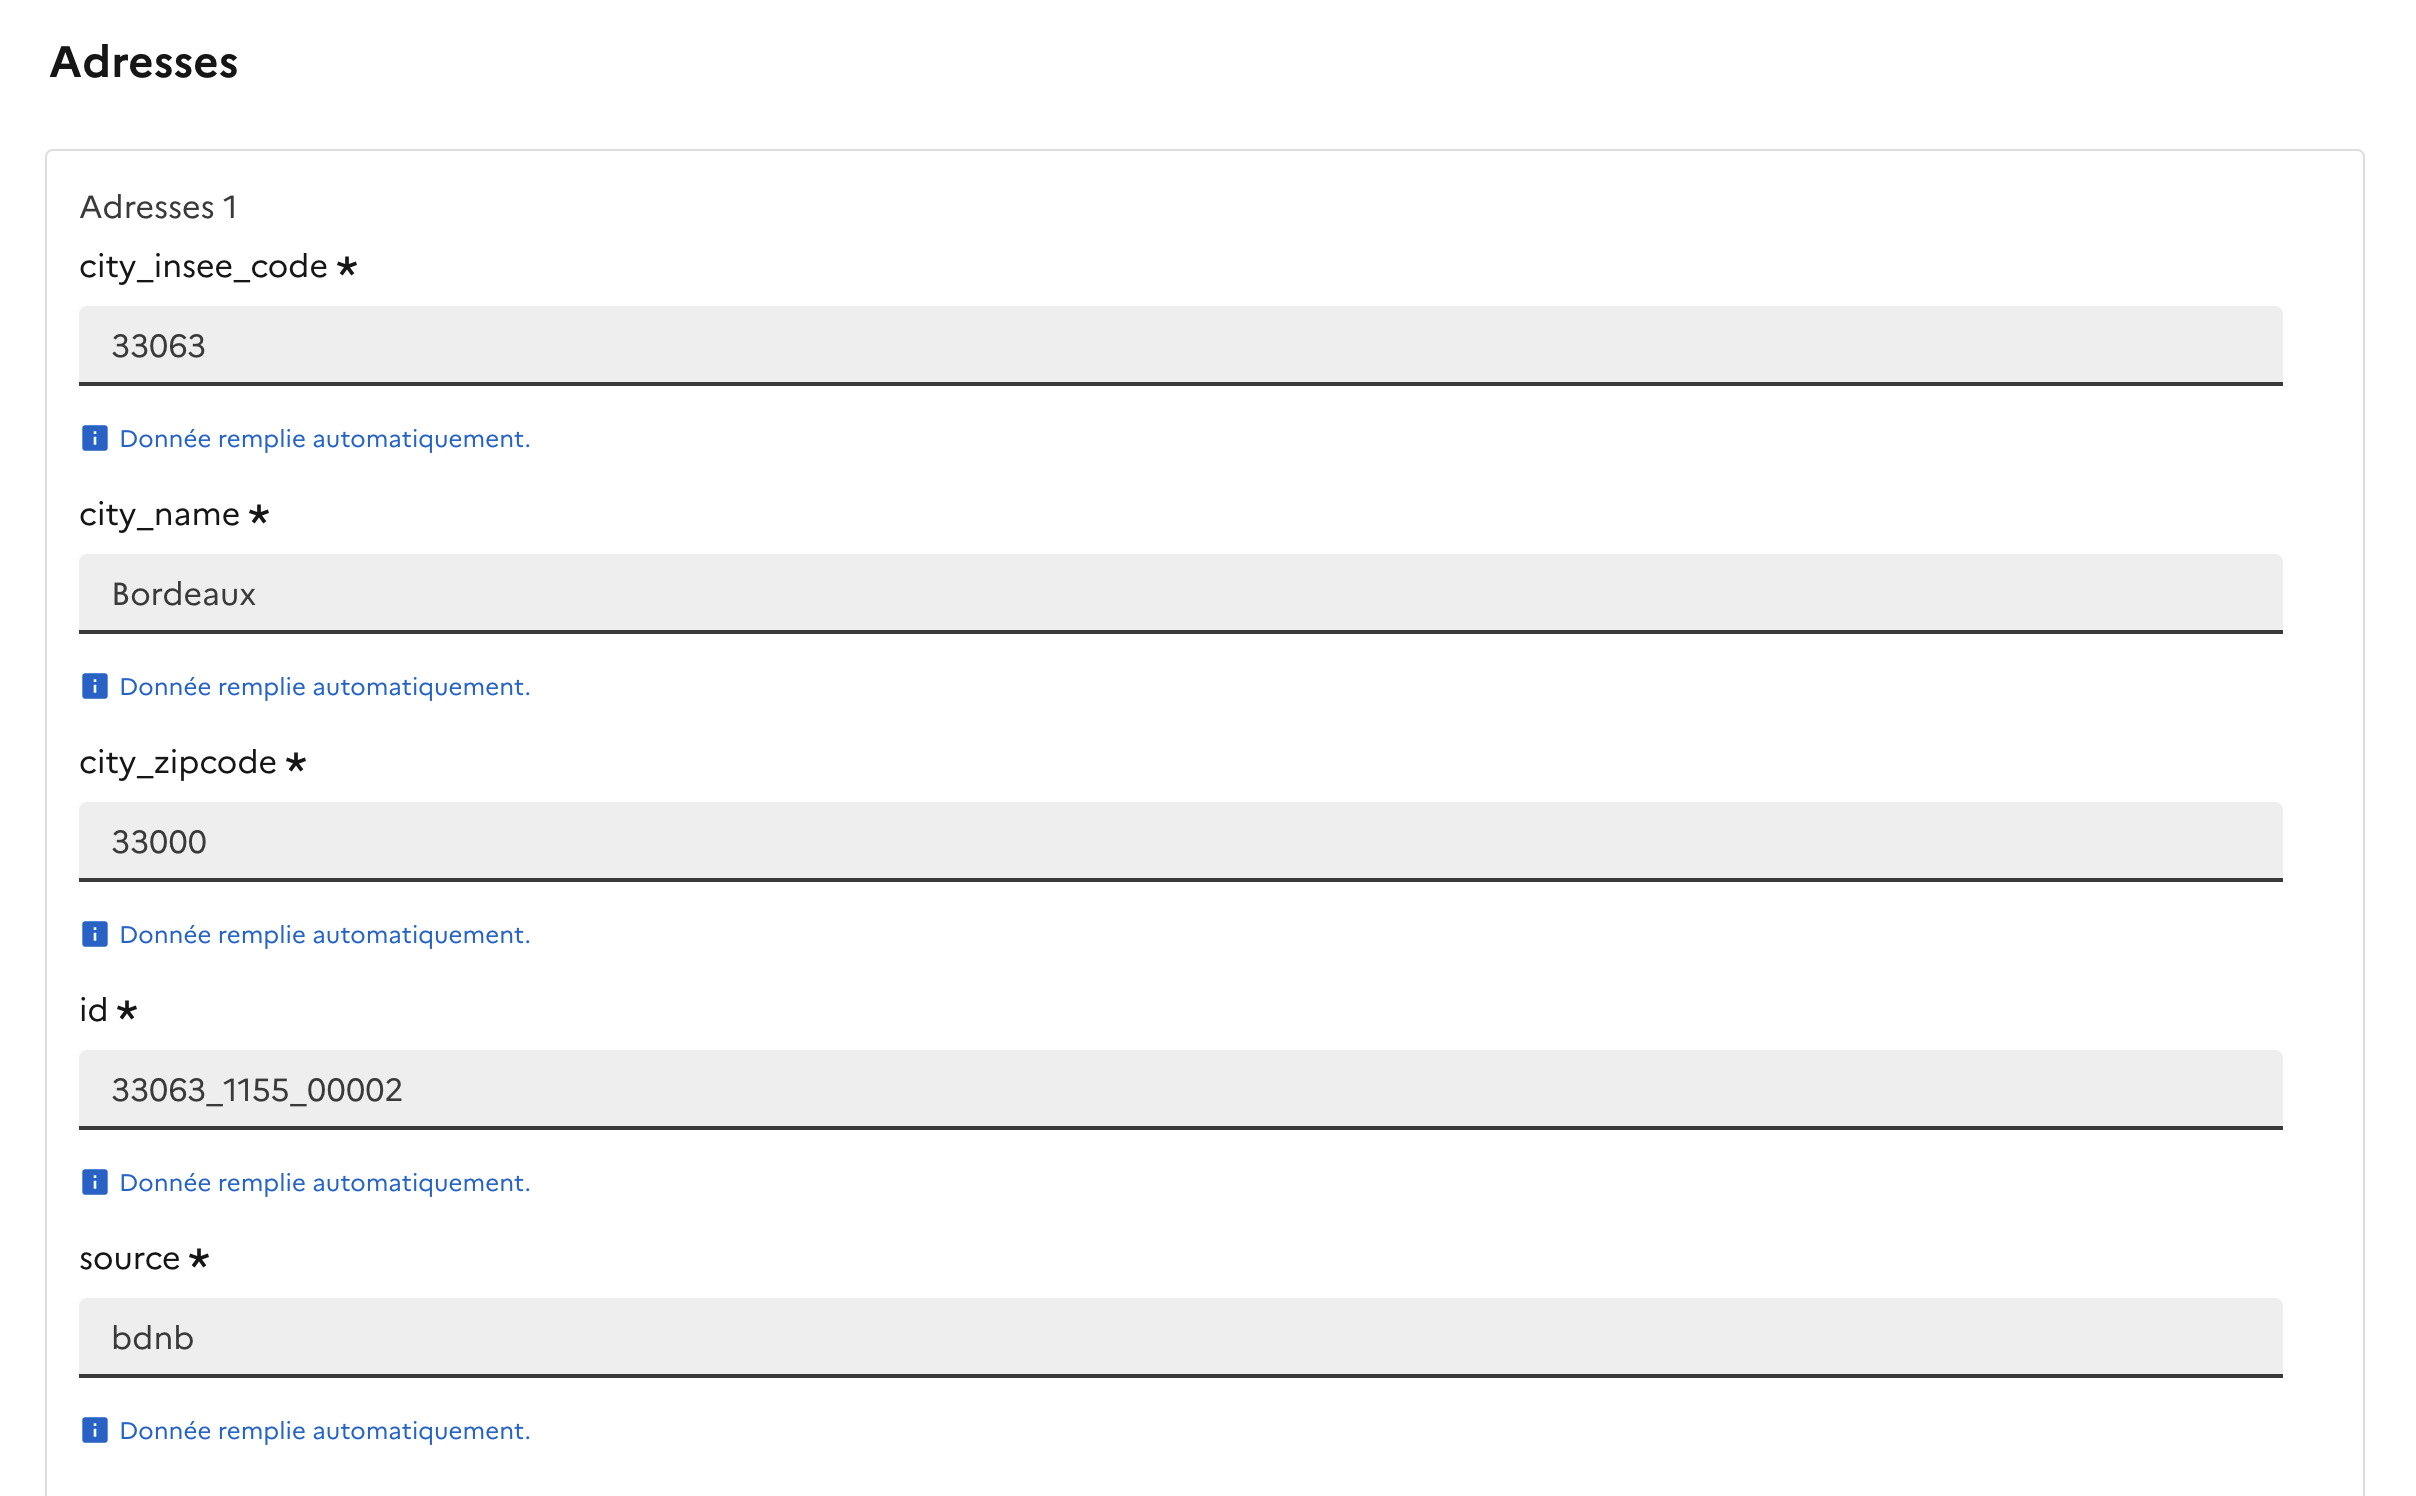 Adresses
Adresses 1
city_insee_code *
33063
Donnée remplie automatiquement.
city_name *
Bordeaux
Donnée remplie automatiquement.
city_zipcode *
33000
Donnée remplie automatiquement.
id *
33063_1155_00002
Donnée remplie automatiquement.
source *
bdnb
Donnée remplie automatiquement.